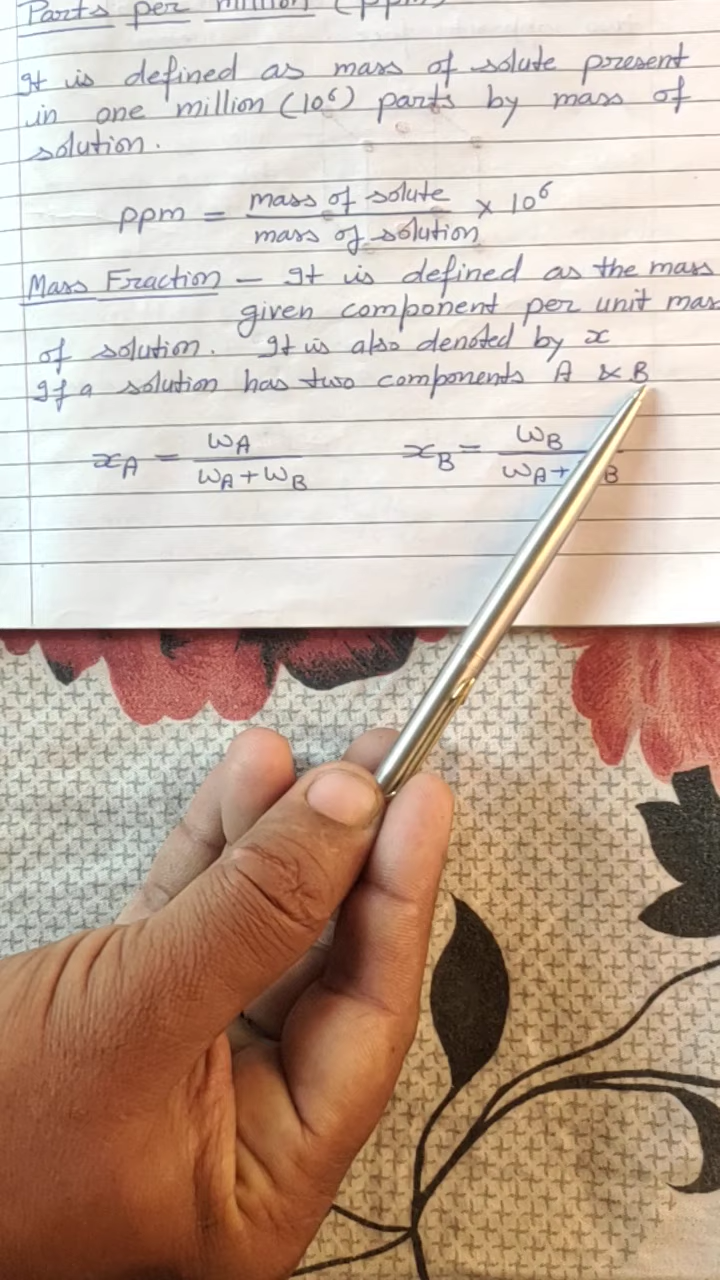 Parts per million (ppm)
It is defined as mass of solute present
in one million (10⁶) parts by mass of
solution.
ppm = mass of solute / mass of solution × 10⁶
Mass Fraction - It is defined as the mass
given component per unit mas
of solution. It is also denoted by x
If a solution has two components A & B
x_A = W_A / W_A + W_B x_B = W_B / W_A + B